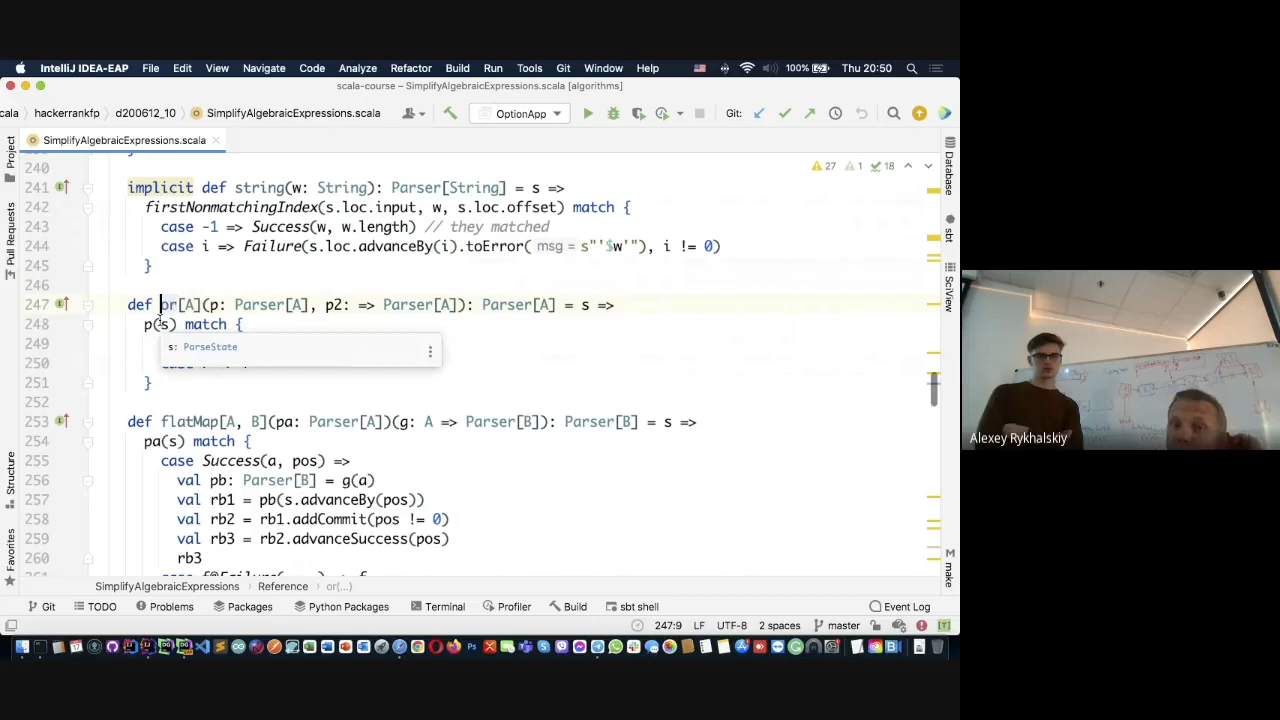 IntelliJ IDEA-EAP File Edit View Navigate Code Analyze Refactor Build Run Tools Git Window Help 100% Thu 20:50
scala-course – SimplifyAlgebraicExpressions.scala [algorithms]
cala hackerrankfp d200612_10 SimplifyAlgebraicExpressions.scala OptionApp Git:
SimplifyAlgebraicExpressions.scala
27 1 18
240
241 implicit def string(w: String): Parser[String] = s =>
242 firstNonmatchingIndex(s.loc.input, w, s.loc.offset) match {
243 case -1 => Success(w, w.length) // they matched
244 case i => Failure(s.loc.advanceBy(i).toError( msg = s"'$w'"), i != 0)
245 }
246
247 def or[A](p: Parser[A], p2: => Parser[A]): Parser[A] = s =>
248 p(s) match {
249 s: ParseState
250
251 }
252
253 def flatMap[A, B](pa: Parser[A])(g: A => Parser[B]): Parser[B] = s =>
254 pa(s) match {
255 case Success(a, pos) =>
256 val pb: Parser[B] = g(a)
257 val rb1 = pb(s.advanceBy(pos))
258 val rb2 = rb1.addCommit(pos != 0)
259 val rb3 = rb2.advanceSuccess(pos)
260 rb3
Project
Pull Requests
Structure
Favorites
Database
sbt
SciView
make
SimplifyAlgebraicExpressions Reference or(...)
Git TODO Problems Packages Python Packages Terminal Profiler Build sbt shell Event Log
247:9 LF UTF-8 2 spaces master
Alexey Rykhalskiy